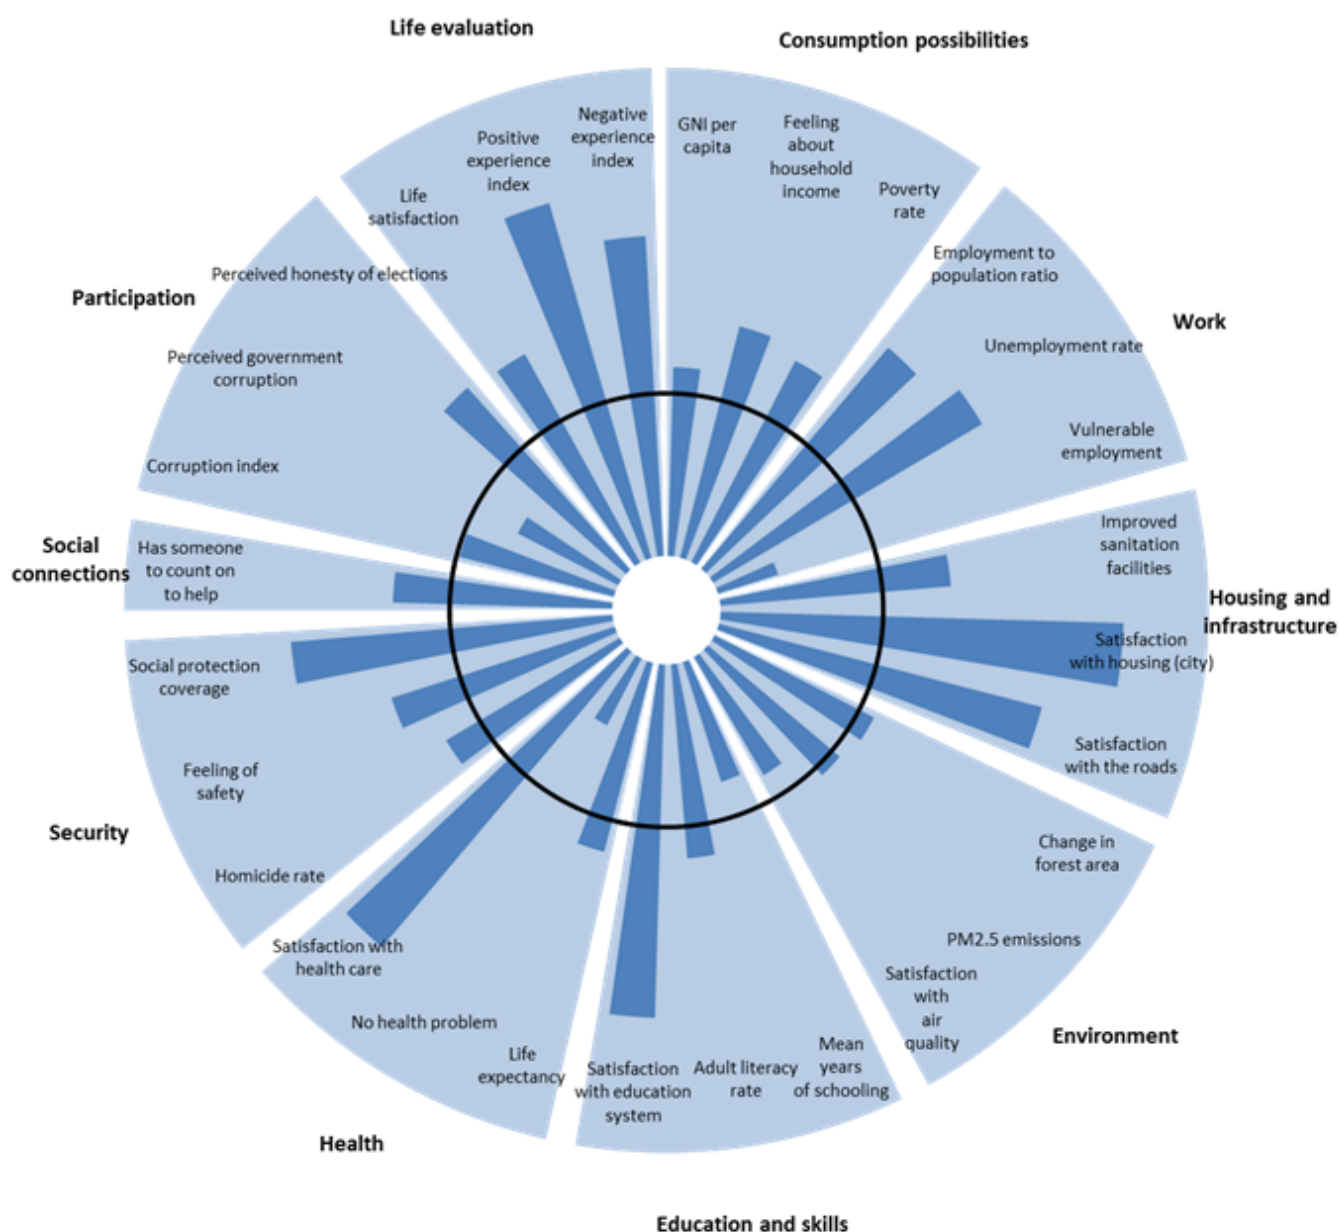 Life evaluation
Consumption possibilities
Negative
experience
index
Positive
experience
index
Life
satisfaction
GNI per
capita
Feeling
about
household
income
Poverty
rate
Perceived honesty of elections
Participation
Perceived government
corruption
Corruption index
Employment to
population ratio
Unemployment rate
Work
Vulnerable
employment
Social
connections
Has someone
to count on
to help
Improved
sanitation
facilities
Housing and
infrastructure
Satisfaction
with housing (city)
Satisfaction
with the roads
Social protection
coverage
Feeling of
safety
Security
Homicide rate
Change in
forest area
PM2.5 emissions
Satisfaction
with
air
quality
Environment
Satisfaction with
health care
No health problem
Life
expectancy
Health
Satisfaction
with education
system
Adult literacy
rate
Mean
years
of schooling
Education and skills